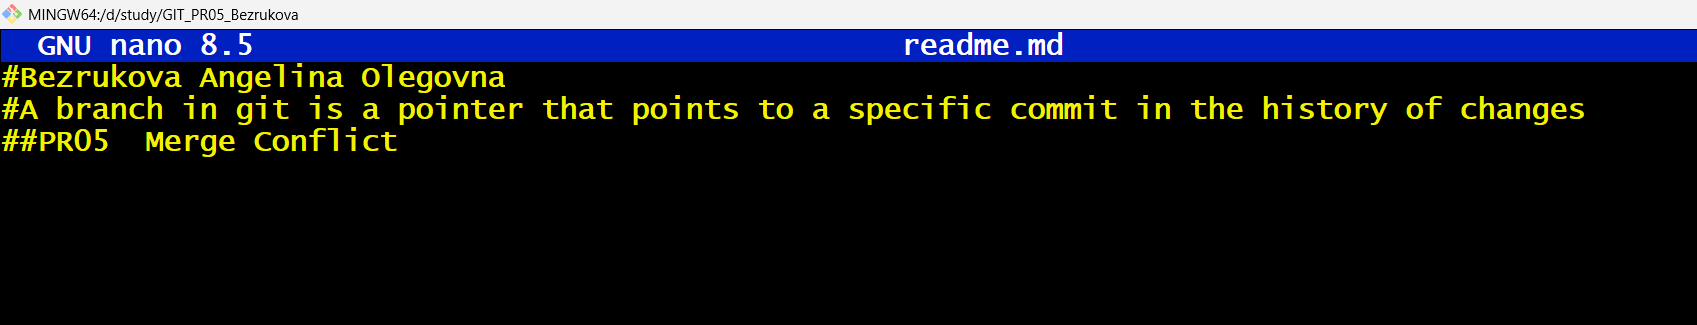 MINGW64:/d/study/GIT_PR05_Bezrukova
GNU nano 8.5 readme.md
#Bezrukova Angelina Olegovna
#A branch in git is a pointer that points to a specific commit in the history of changes
##PR05  Merge Conflict